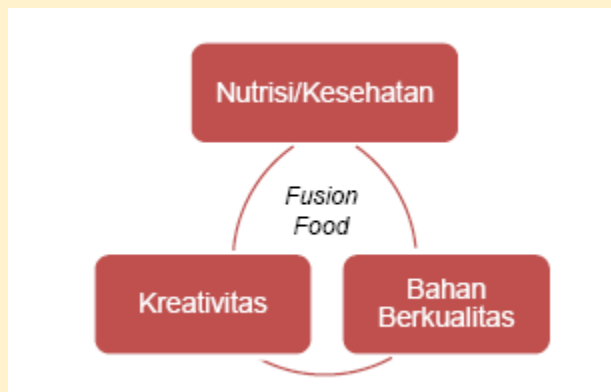 Nutrisi/Kesehatan
Fusion
Food
Kreativitas
Bahan
Berkualitas